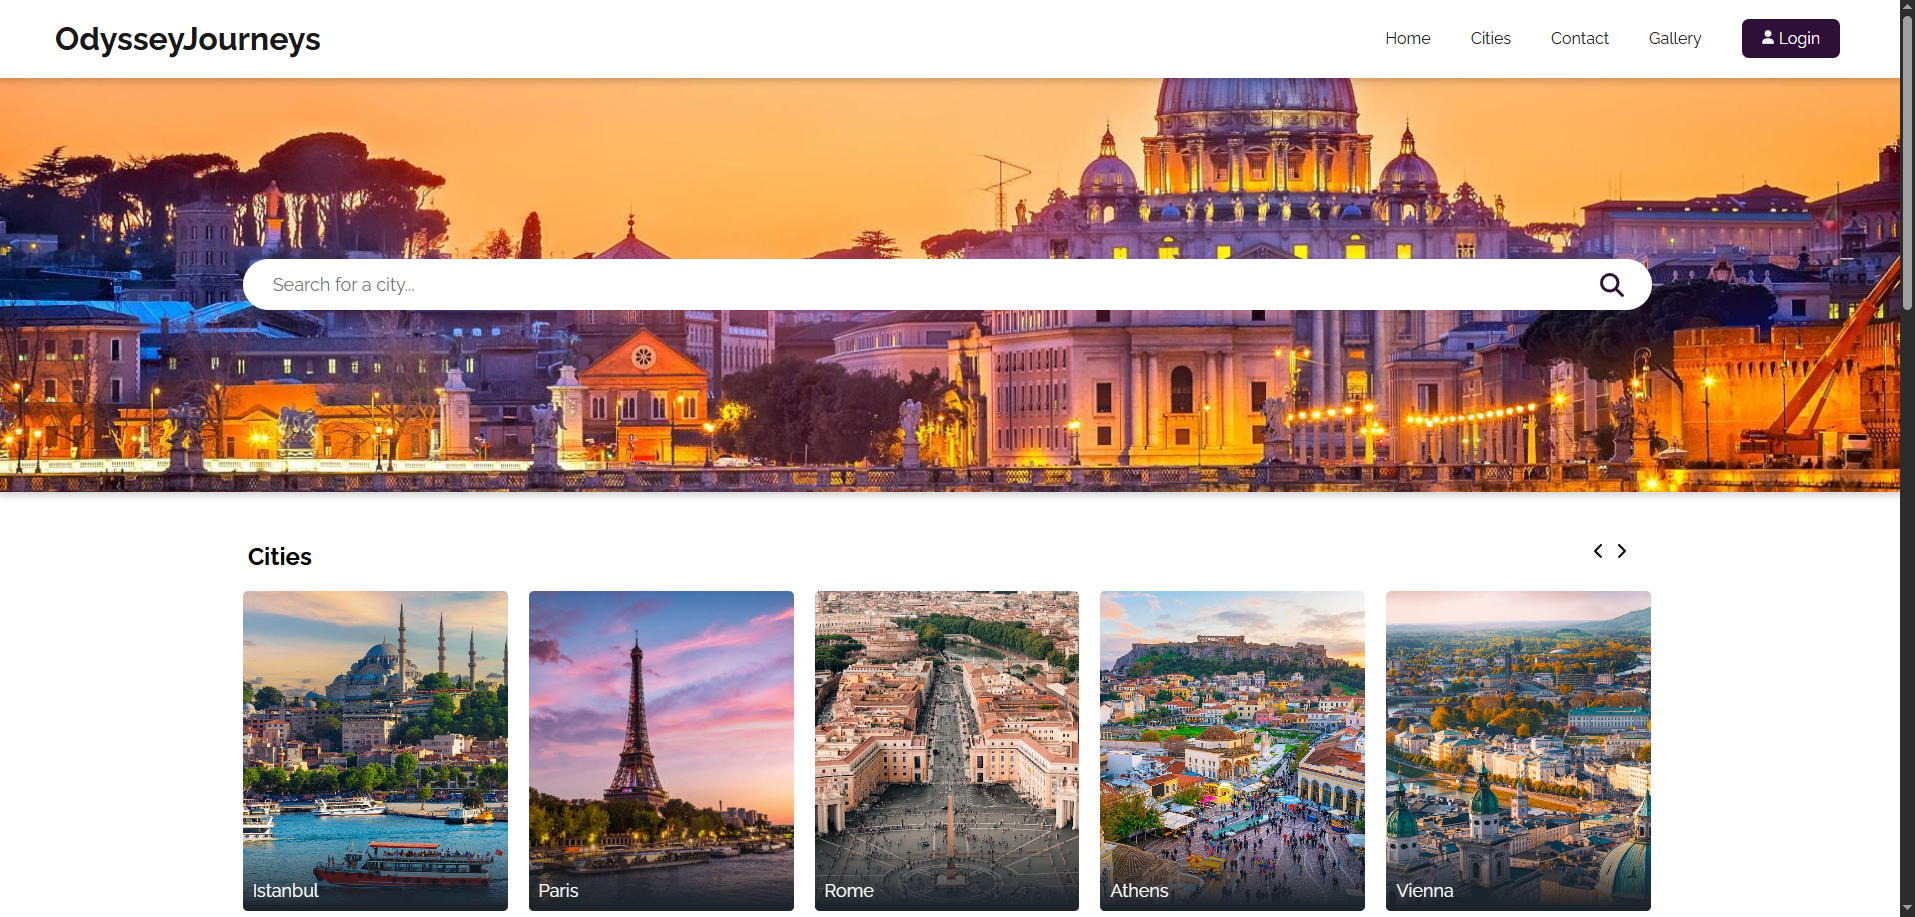 OdysseyJourneys
Home
Cities
Contact
Gallery
Login
Search for a city...
Cities
Istanbul
Paris
Rome
Athens
Vienna